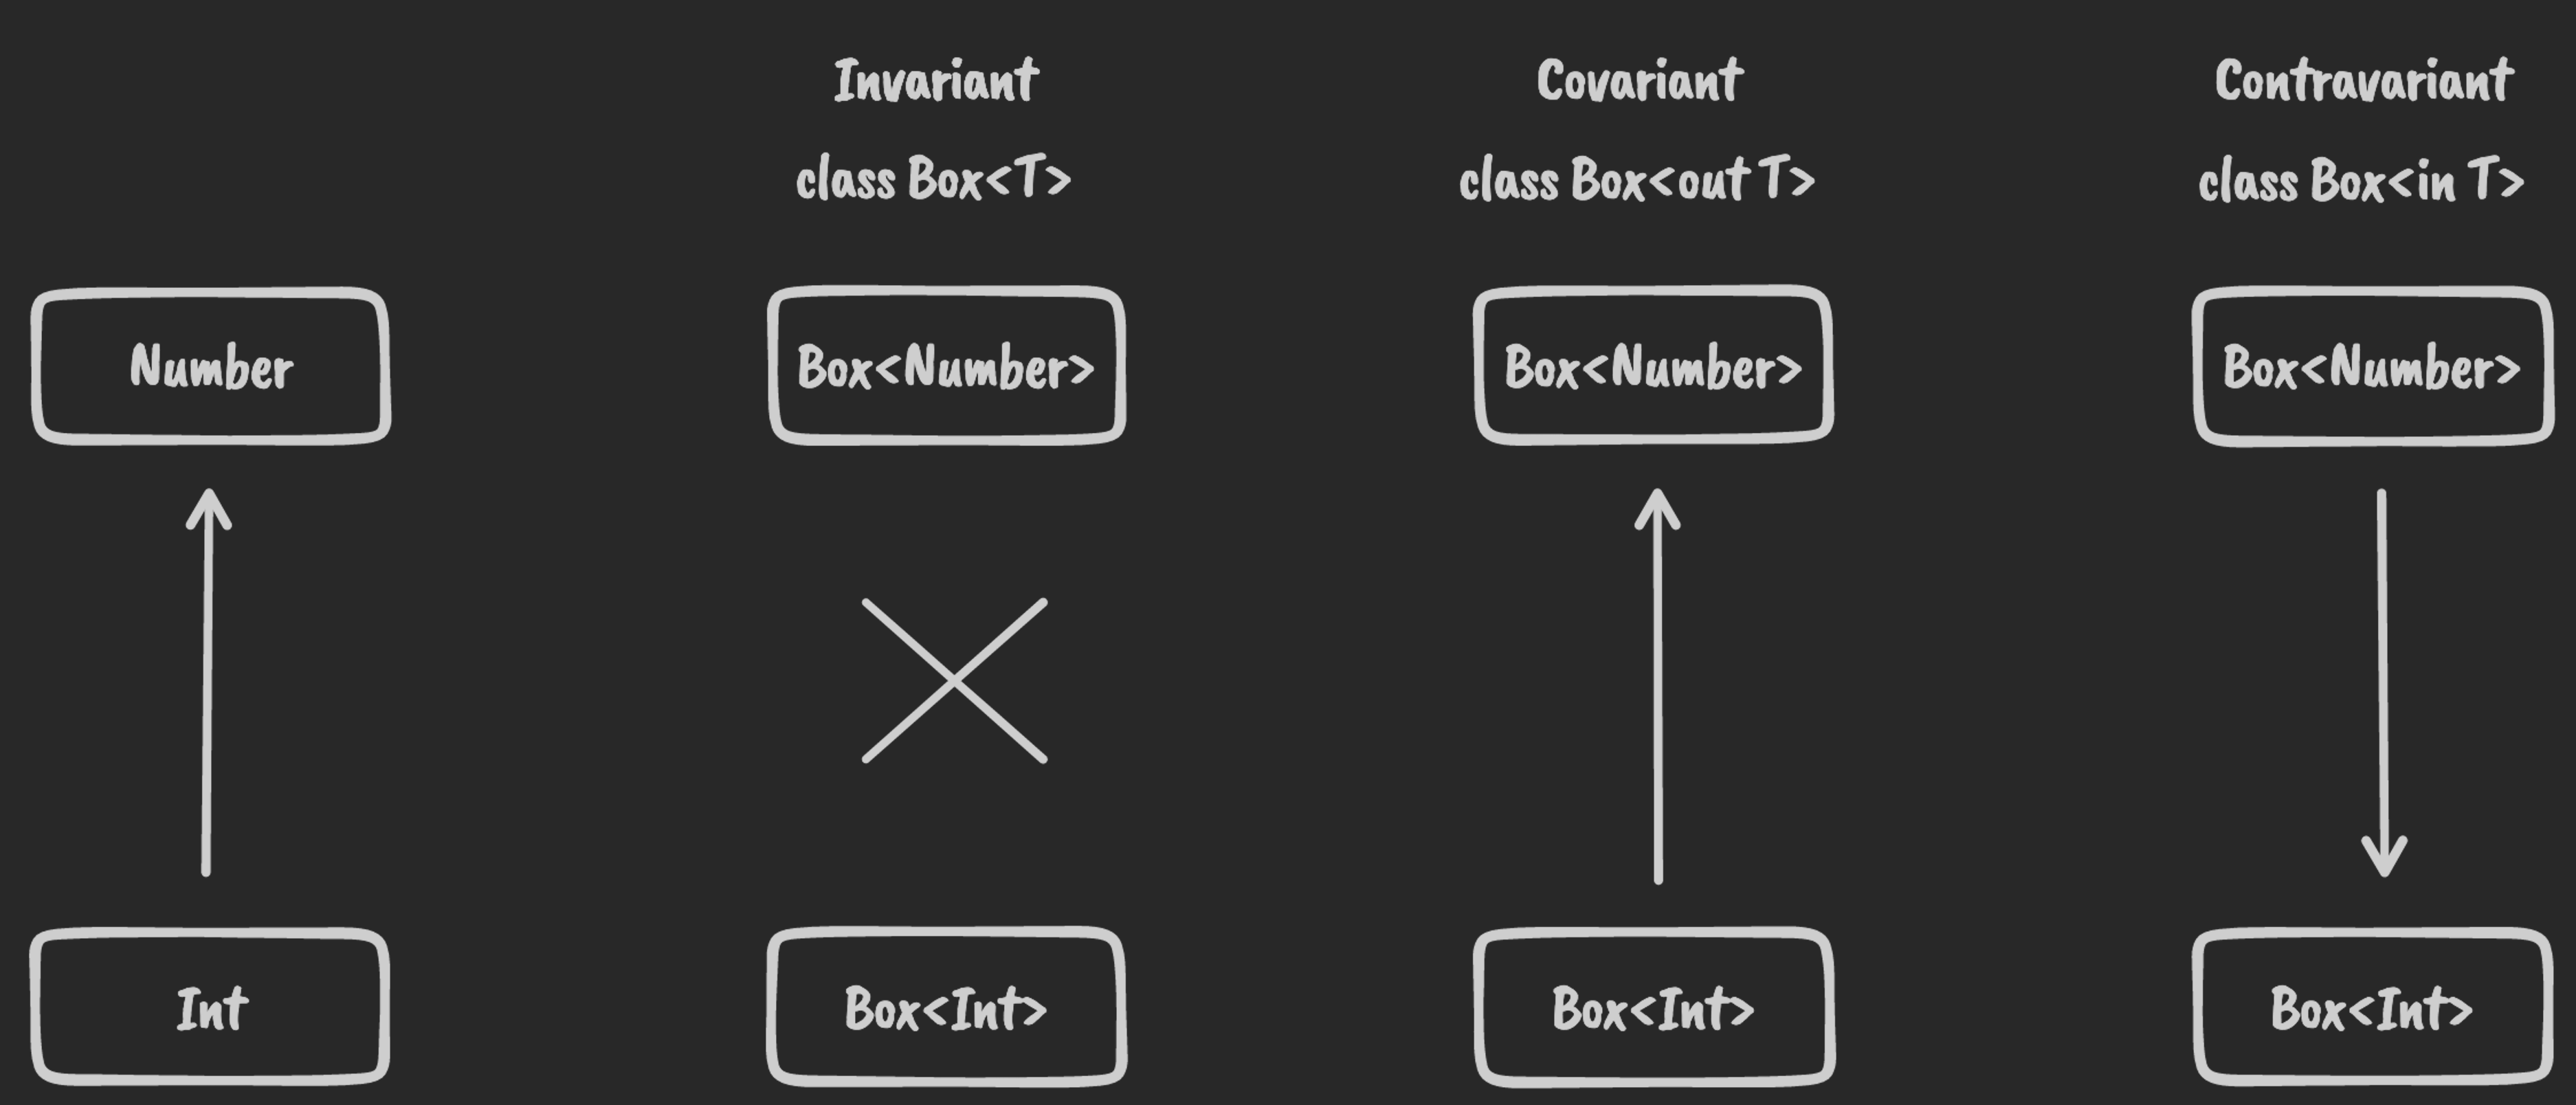 Invariant
Covariant
Contravariant
class Box<T>
class Box<out T>
class Box<in T>
Number
Box<Number>
Box<Number>
Box<Number>
Int
Box<Int>
Box<Int>
Box<Int>